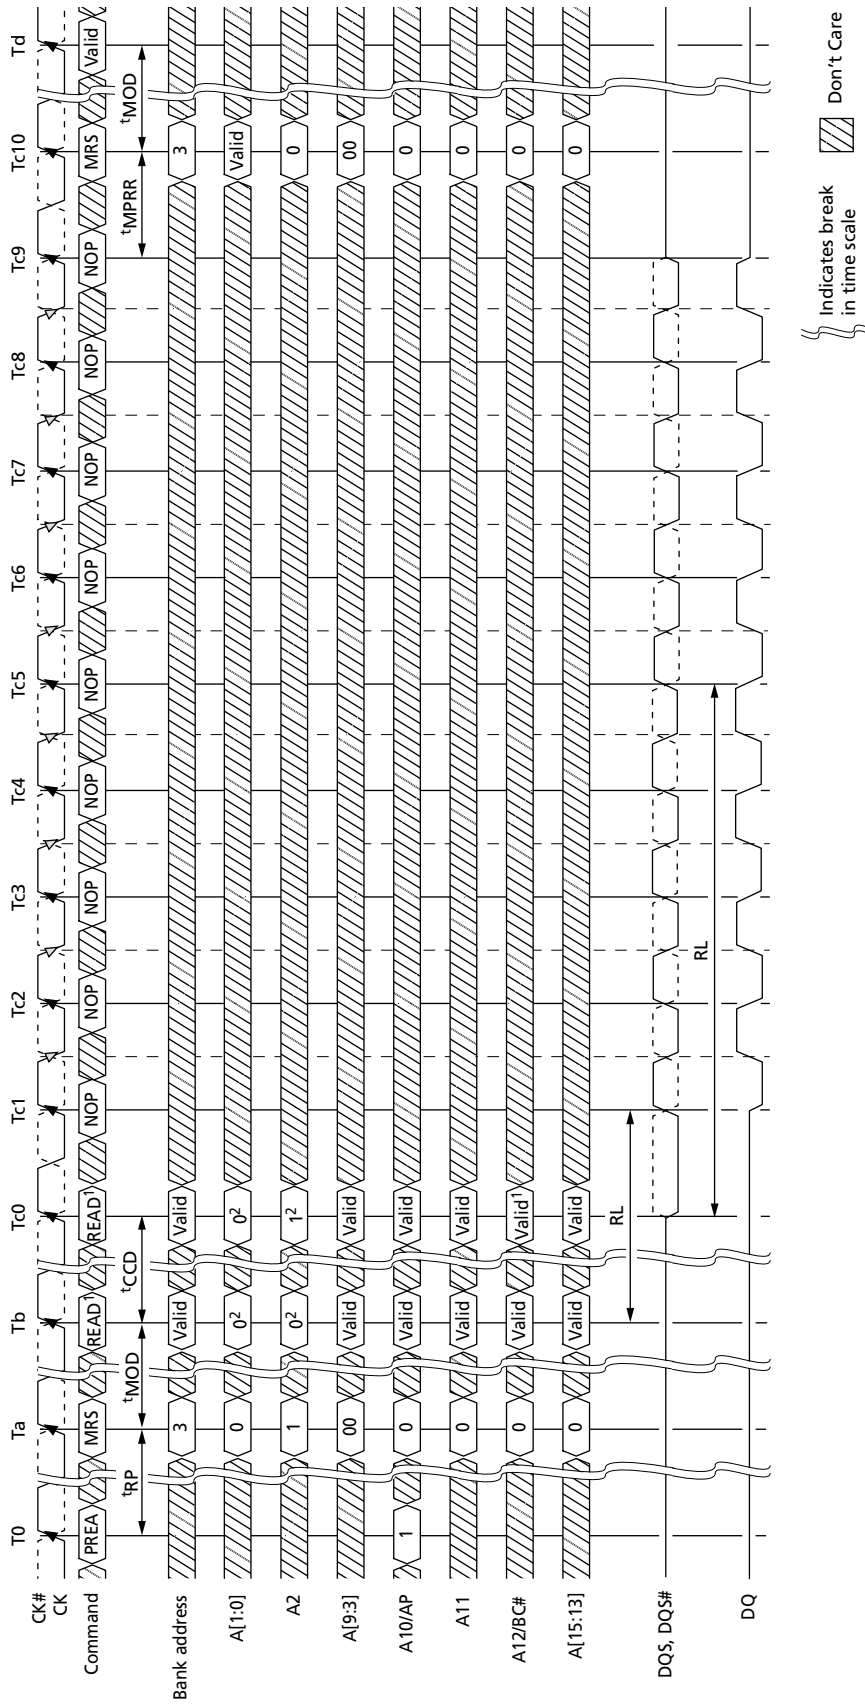 T0 Ta Tb Tc0 Tc1 Tc2 Tc3 Tc4 Tc5 Tc6 Tc7 Tc8 Tc9 Tc10 Td
CK#
CK
Command PREA MRS READ¹ READ¹ NOP NOP NOP NOP NOP NOP NOP NOP NOP MRS Valid
tRP tMOD tCCD tMPRR tMOD
Bank address 3 Valid Valid 3
A[1:0] 0 0² 0² Valid
A2 1 0² 1² 0
A[9:3] 00 Valid Valid 00
A10/AP 1 0 Valid Valid 0
A11 0 Valid Valid 0
A12/BC# 0 Valid Valid¹ 0
A[15:13] 0 Valid Valid 0
RL
DQS, DQS#
RL
DQ
Indicates break
in time scale
Don't Care